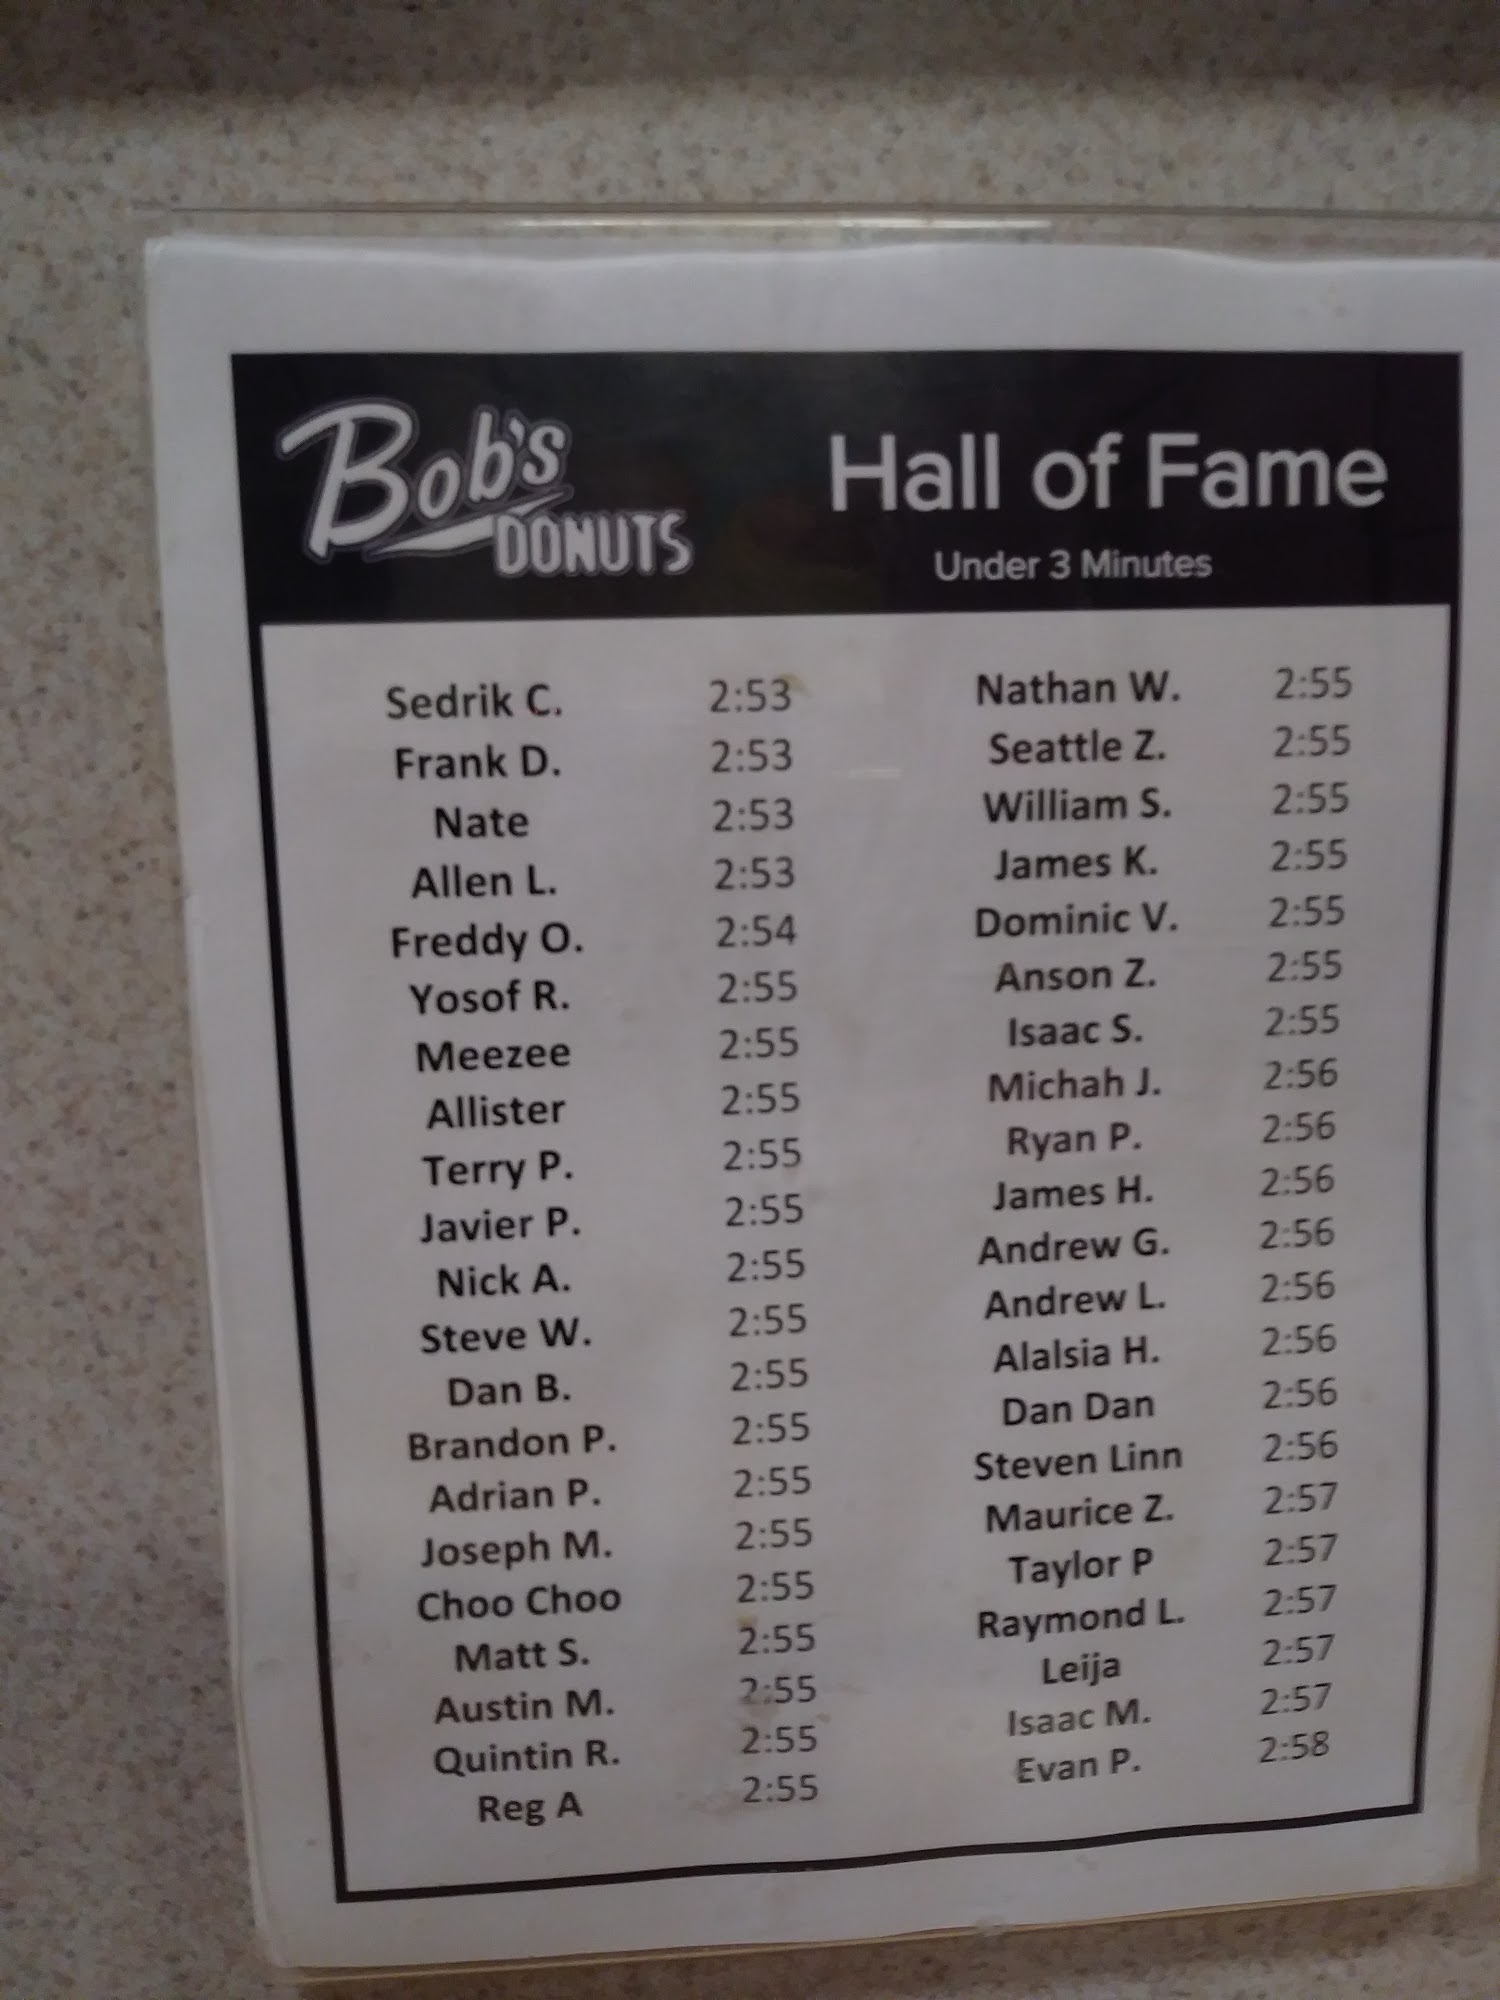 Bob's
DONUTS
Hall of Fame
Under 3 Minutes
Sedrik C. 2:53
Frank D. 2:53
Nate 2:53
Allen L. 2:53
Freddy O. 2:54
Yosof R. 2:55
Meezee 2:55
Allister 2:55
Terry P. 2:55
Javier P. 2:55
Nick A. 2:55
Steve W. 2:55
Dan B. 2:55
Brandon P. 2:55
Adrian P. 2:55
Joseph M. 2:55
Choo Choo 2:55
Matt S. 2:55
Austin M. 2:55
Quintin R. 2:55
Reg A 2:55
Nathan W. 2:55
Seattle Z. 2:55
William S. 2:55
James K. 2:55
Dominic V. 2:55
Anson Z. 2:55
Isaac S. 2:55
Michah J. 2:56
Ryan P. 2:56
James H. 2:56
Andrew G. 2:56
Andrew L. 2:56
Alalsia H. 2:56
Dan Dan 2:56
Steven Linn 2:56
Maurice Z. 2:57
Taylor P 2:57
Raymond L. 2:57
Leija 2:57
Isaac M. 2:57
Evan P. 2:58